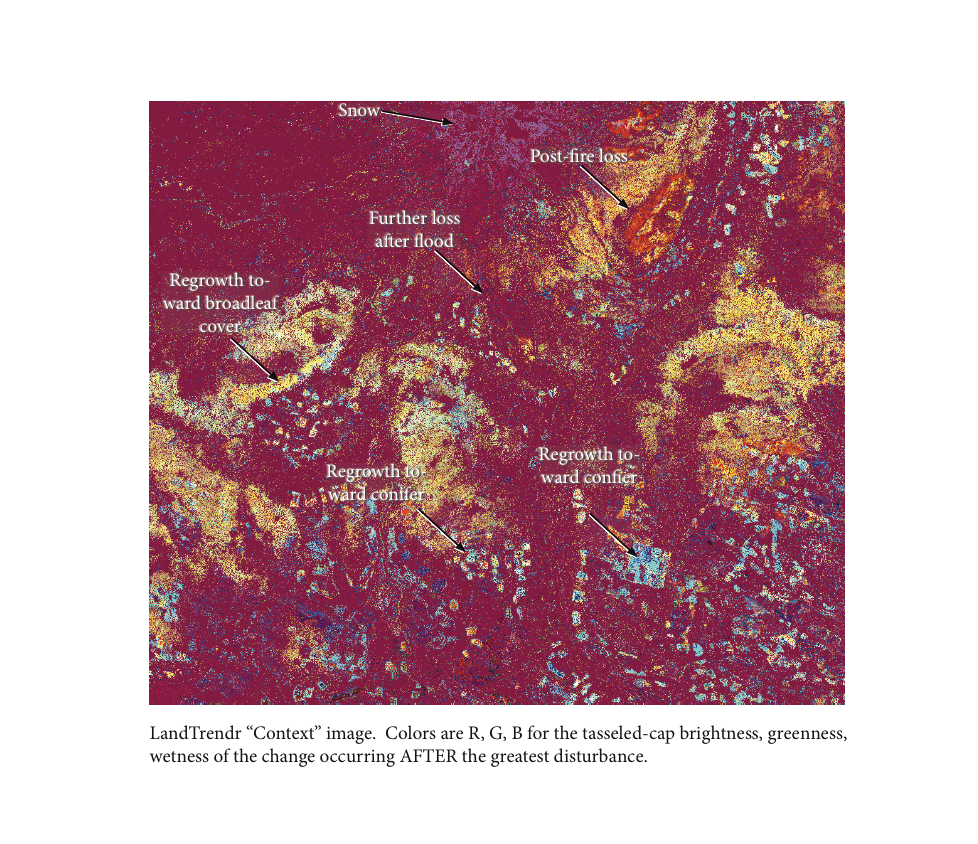 Snow
Post-fire loss
Further loss
after flood
Regrowth to-
ward broadleaf
cover
Regrowth to-
ward confier
Regrowth to-
ward confier
LandTrendr “Context” image.  Colors are R, G, B for the tasseled-cap brightness, greenness,
wetness of the change occurring AFTER the greatest disturbance.